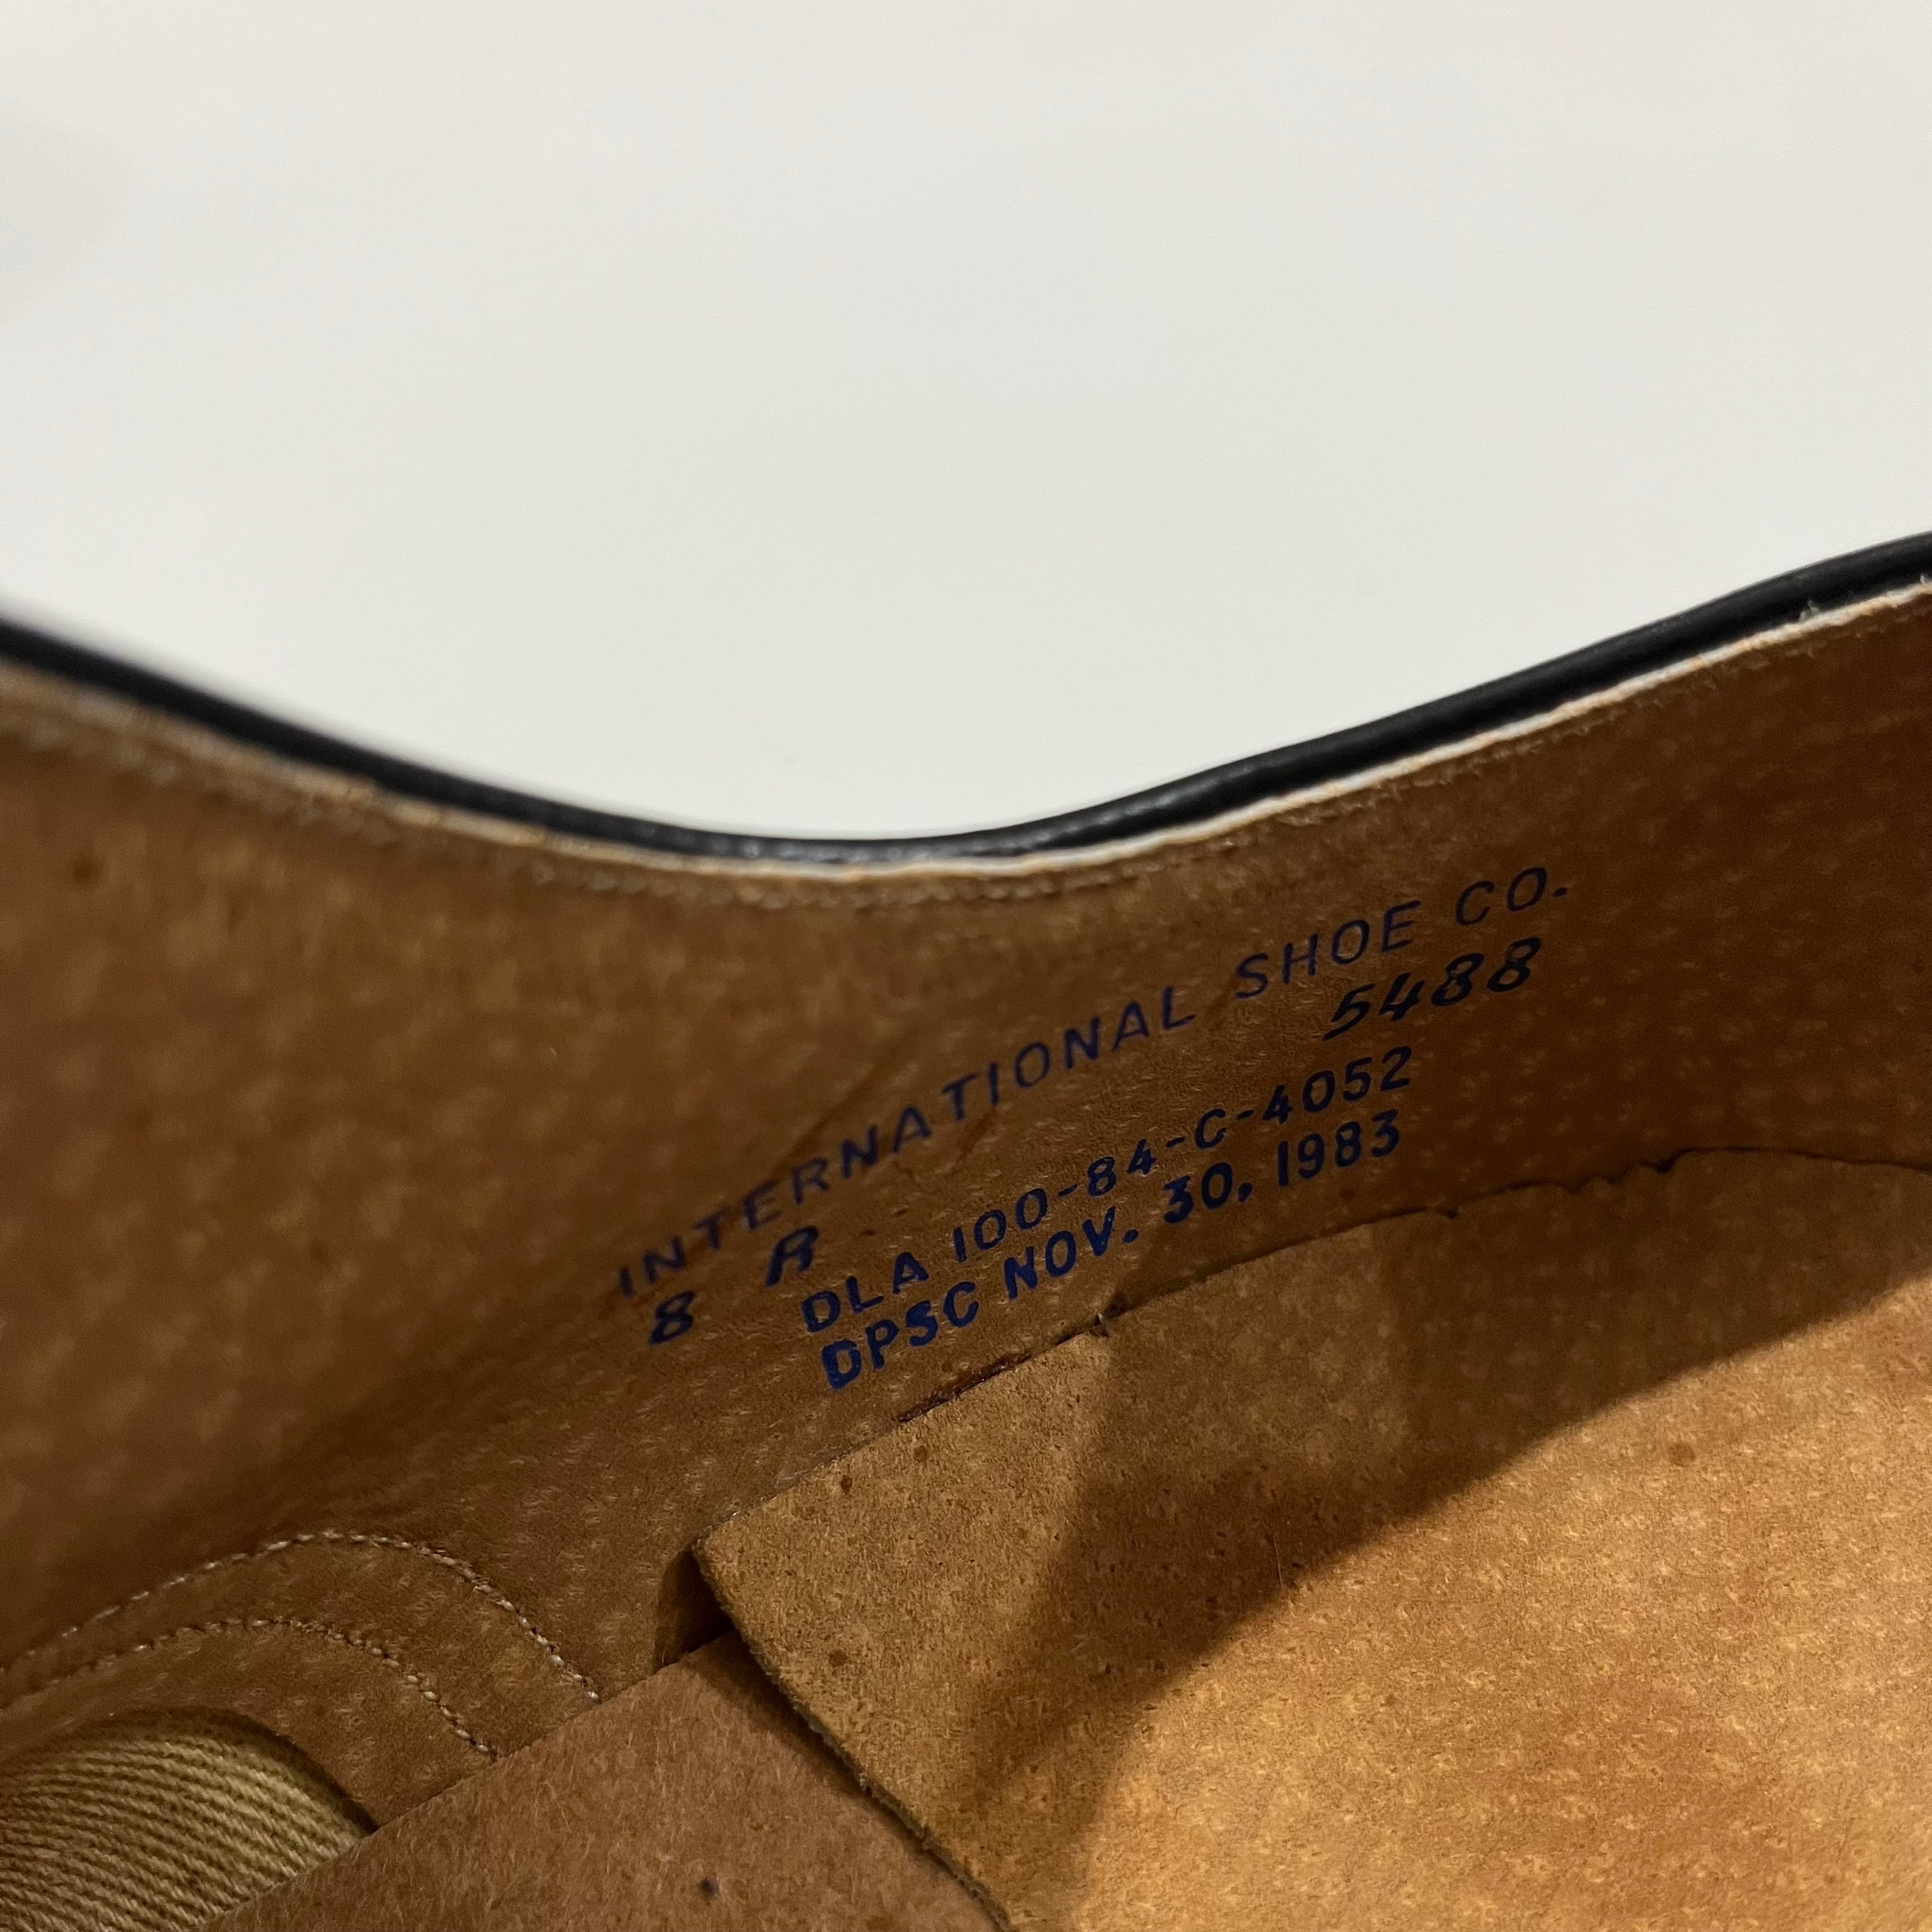 INTERNATIONAL SHOE CO.
8 R 5488
DLA 100-84-C-4052
DPSC NOV. 30, 1983